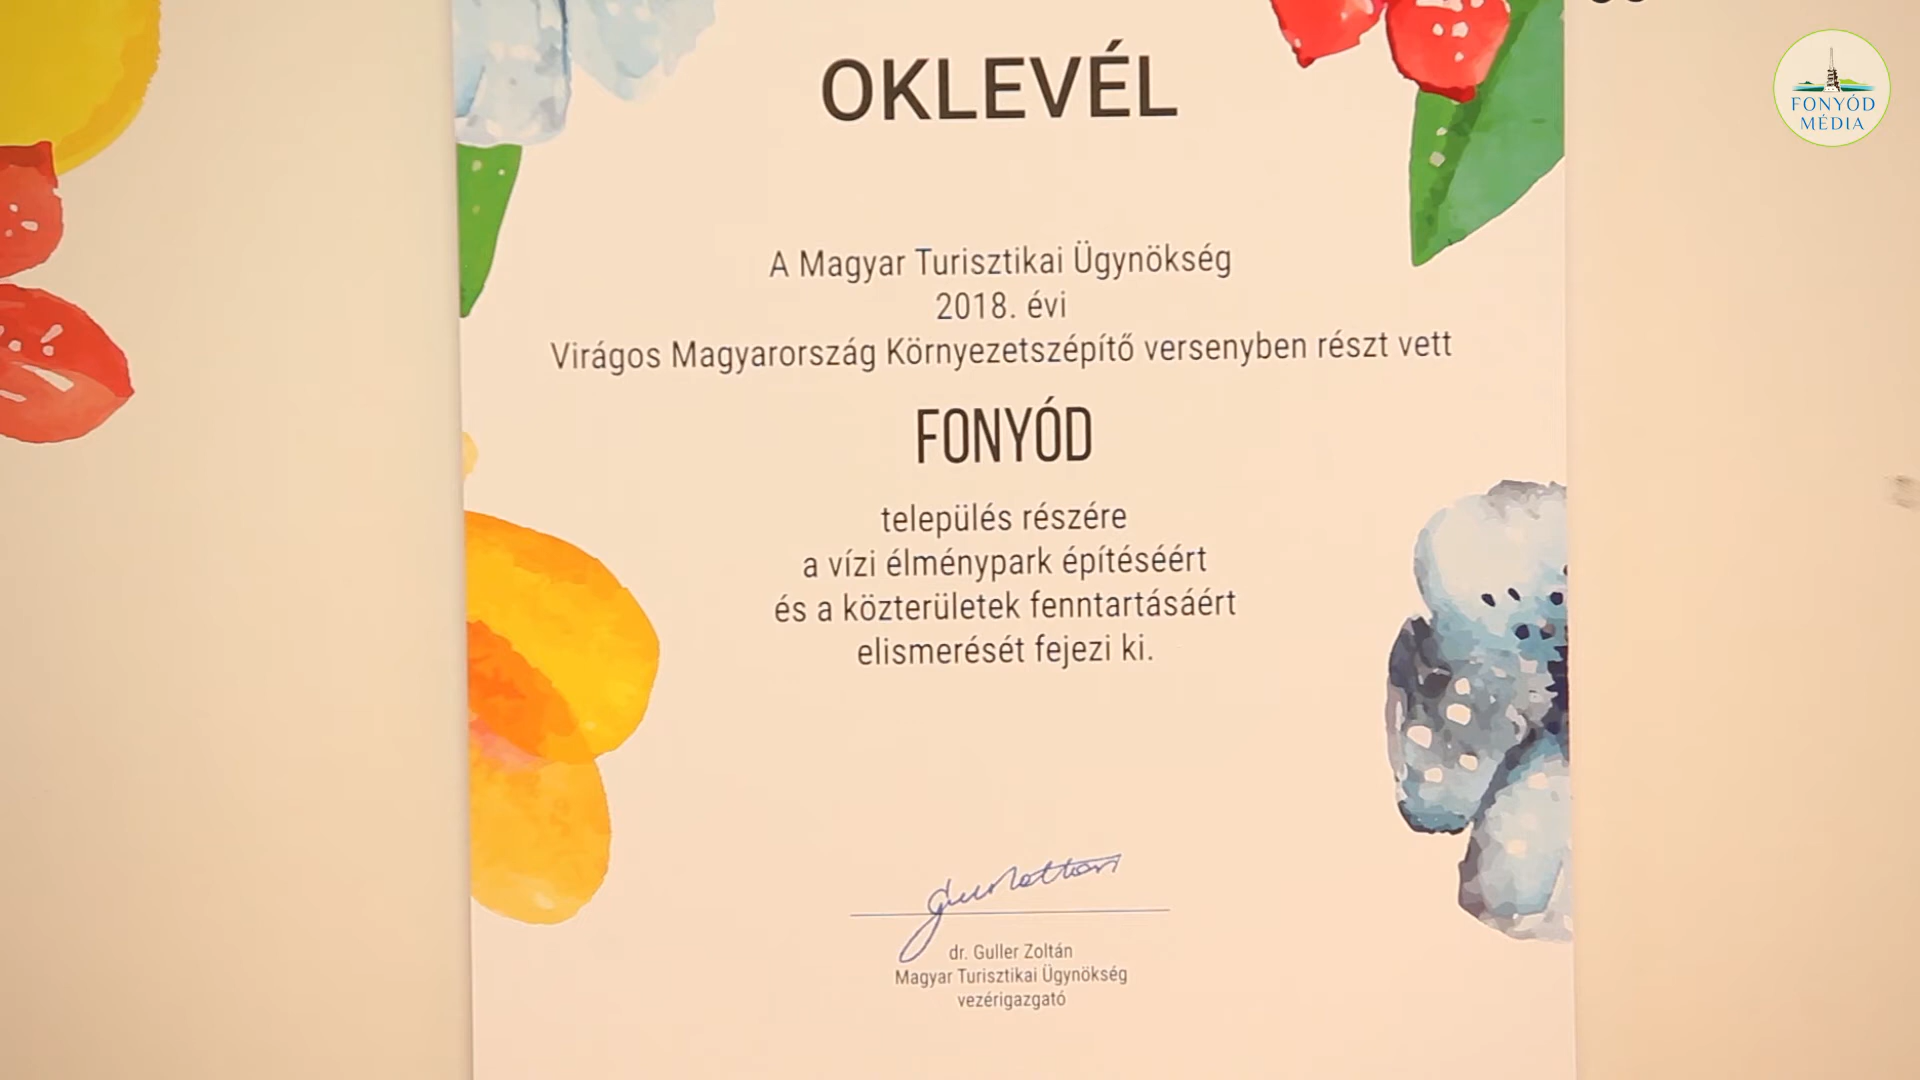 OKLEVÉL
A Magyar Turisztikai Ügynökség
2018. évi
Virágos Magyarország Környezetszépítő versenyben részt vett
FONYÓD
település részére
a vízi élménypark építéséért
és a közterületek fenntartásáért
elismerését fejezi ki.
dr. Guller Zoltán
Magyar Turisztikai Ügynökség
vezérigazgató
FONYÓD
MÉDIA